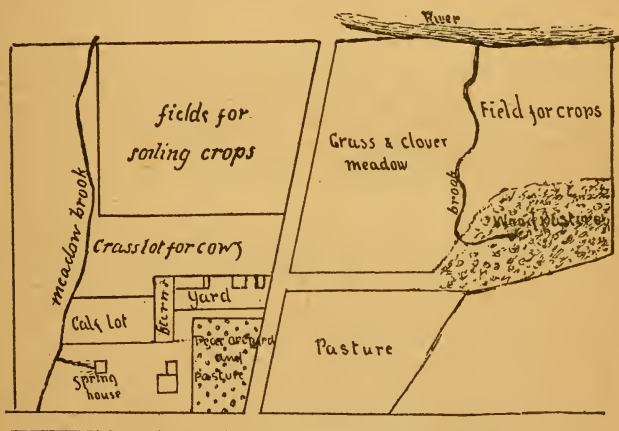 River
fields for
soiling crops
Grass & clover
meadow
Field for crops
brook
Wood pasture
meadow brook
Grass lot for cows
Barns
Yard
Calf lot
Pear orchard
and
pasture
Pasture
Spring
house